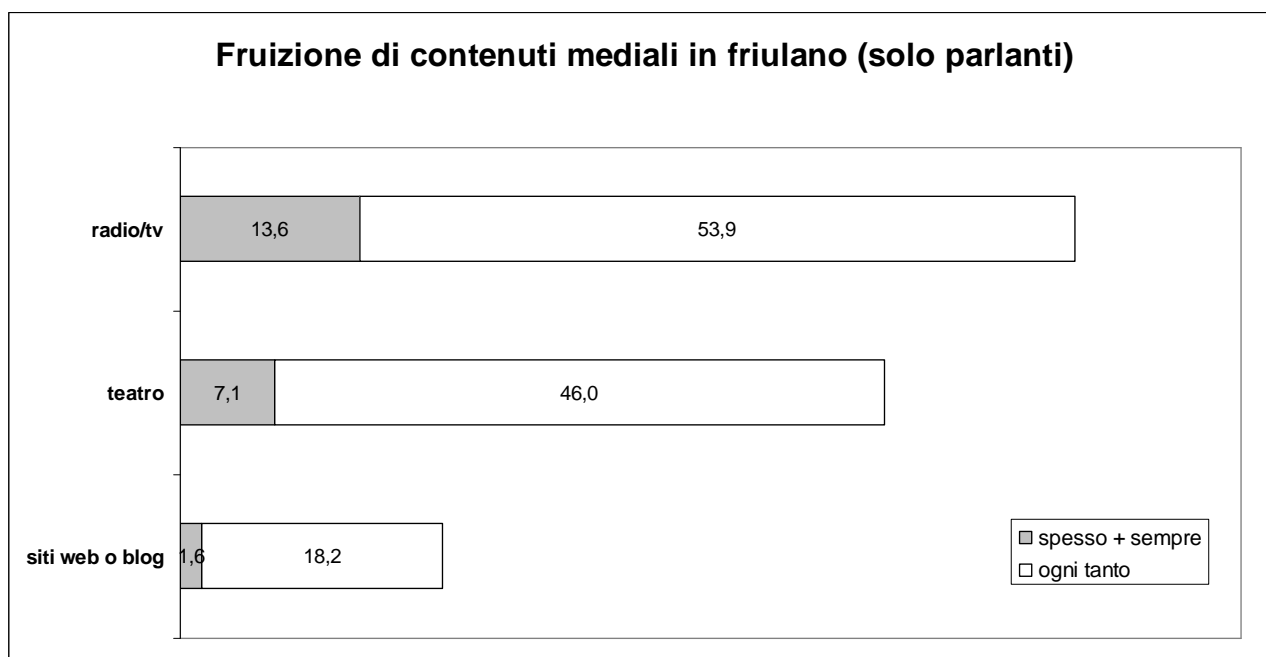 Fruizione di contenuti mediali in friulano (solo parlanti)
radio/tv
13,6
53,9
teatro
7,1
46,0
siti web o blog
1,6
18,2
spesso + sempre
ogni tanto